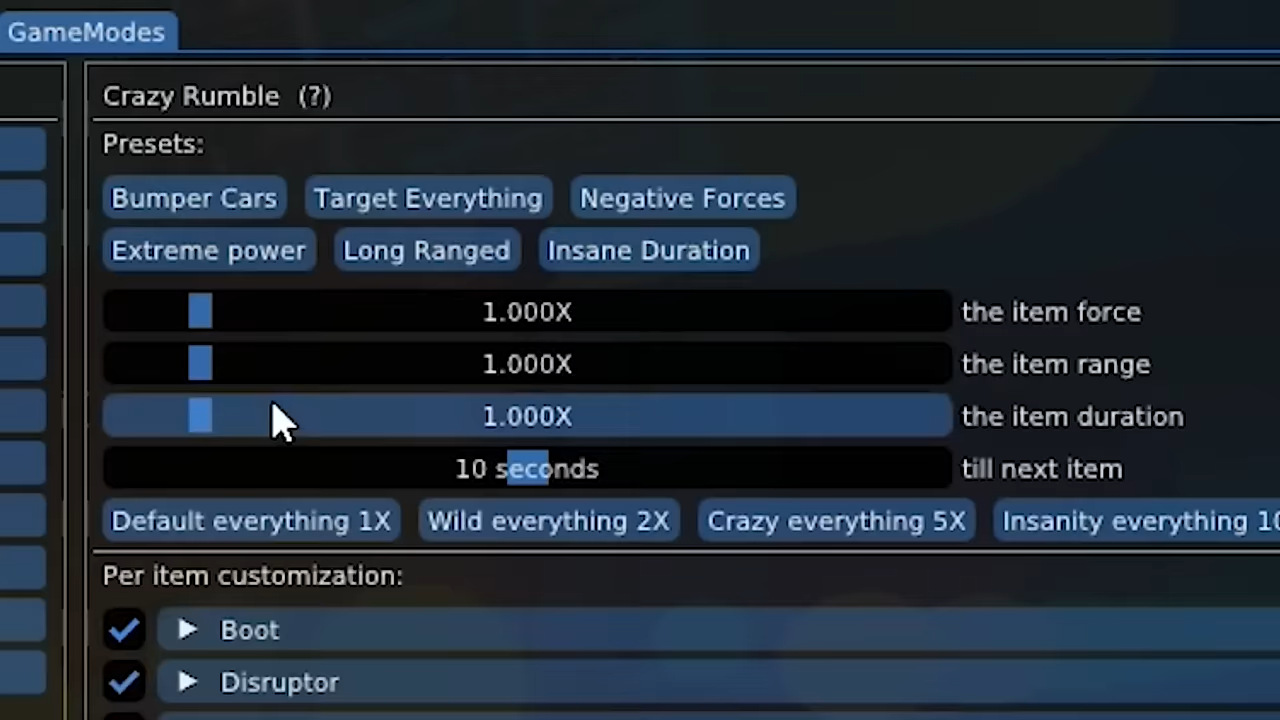 GameModes
Crazy Rumble (?)
Presets:
Bumper Cars Target Everything Negative Forces
Extreme power Long Ranged Insane Duration
1.000X the item force
1.000X the item range
1.000X the item duration
10 seconds till next item
Default everything 1X Wild everything 2X Crazy everything 5X Insanity everything
Per item customization:
Boot
Disruptor